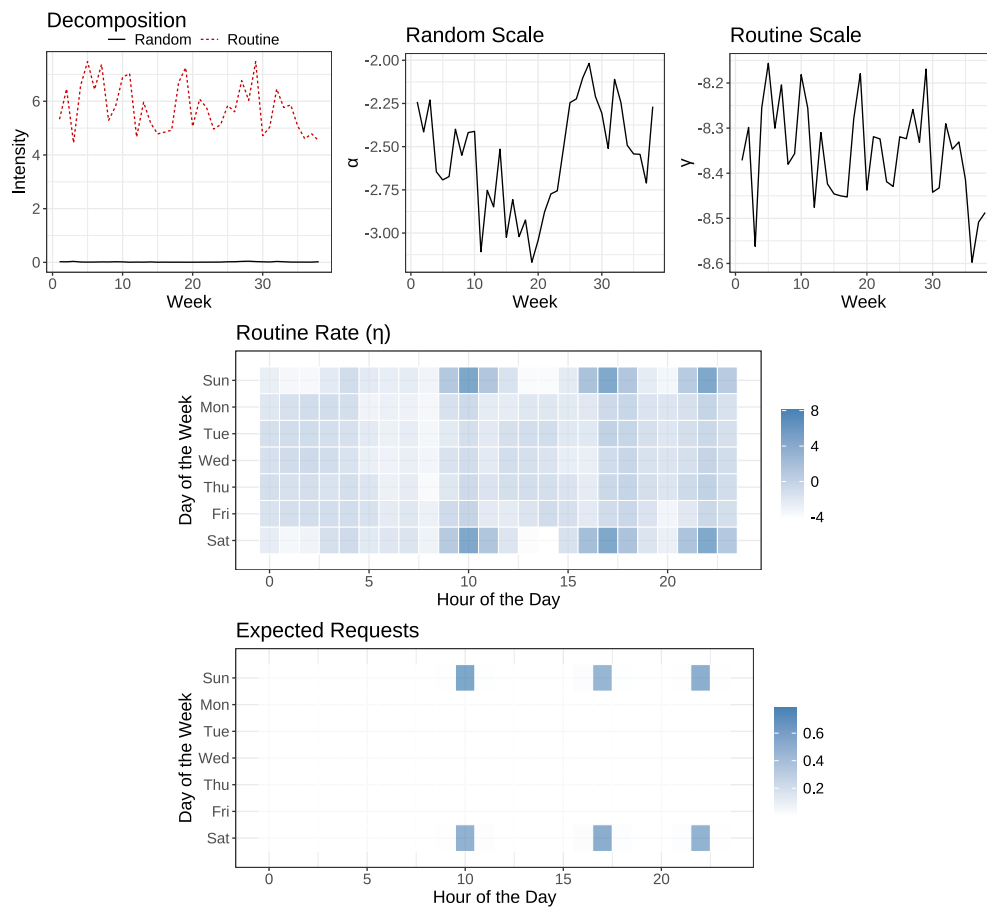 Decomposition
Random Routine
Intensity
6
4
2
0
0 10 20 30
Week
Random Scale
α
-2.00
-2.25
-2.50
-2.75
-3.00
0 10 20 30
Week
Routine Scale
γ
-8.2
-8.3
-8.4
-8.5
-8.6
0 10 20 30
Week
Routine Rate (η)
Day of the Week
Sun
Mon
Tue
Wed
Thu
Fri
Sat
0 5 10 15 20
Hour of the Day
8
4
0
-4
Expected Requests
Day of the Week
Sun
Mon
Tue
Wed
Thu
Fri
Sat
0 5 10 15 20
Hour of the Day
0.6
0.4
0.2